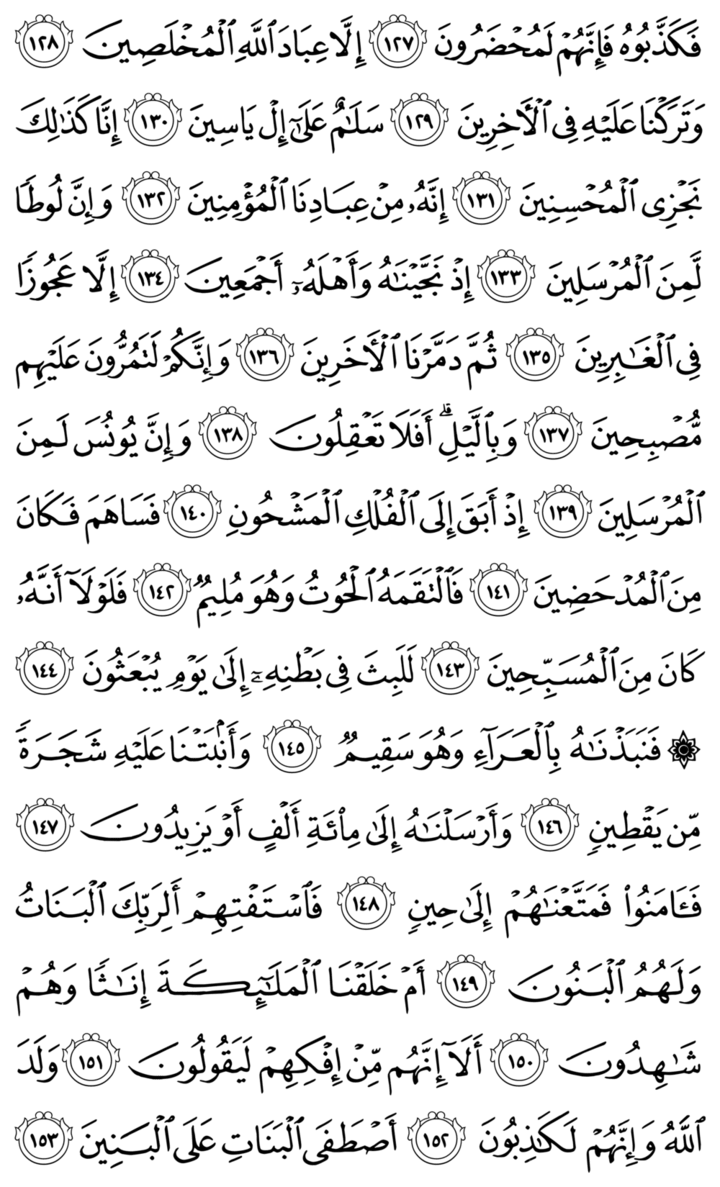 فَكَذَّبُوهُ فَإِنَّهُمۡ لَمُحۡضَرُونَ ١٢٧ إِلَّا عِبَادَ ٱللَّهِ ٱلۡمُخۡلَصِينَ ١٢٨
وَتَرَكۡنَا عَلَيۡهِ فِي ٱلۡأٓخِرِينَ ١٢٩ سَلَٰمٌ عَلَىٰٓ إِلۡ يَاسِينَ ١٣٠ إِنَّا كَذَٰلِكَ
نَجۡزِي ٱلۡمُحۡسِنِينَ ١٣١ إِنَّهُۥ مِنۡ عِبَادِنَا ٱلۡمُؤۡمِنِينَ ١٣٢ وَإِنَّ لُوطٗا
لَّمِنَ ٱلۡمُرۡسَلِينَ ١٣٣ إِذۡ نَجَّيۡنَٰهُ وَأَهۡلَهُۥٓ أَجۡمَعِينَ ١٣٤ إِلَّا عَجُوزٗا
فِي ٱلۡغَٰبِرِينَ ١٣٥ ثُمَّ دَمَّرۡنَا ٱلۡأٓخَرِينَ ١٣٦ وَإِنَّكُمۡ لَتَمُرُّونَ عَلَيۡهِم
مُّصۡبِحِينَ ١٣٧ وَبِٱلَّيۡلِۚ أَفَلَا تَعۡقِلُونَ ١٣٨ وَإِنَّ يُونُسَ لَمِنَ
ٱلۡمُرۡسَلِينَ ١٣٩ إِذۡ أَبَقَ إِلَى ٱلۡفُلۡكِ ٱلۡمَشۡحُونِ ١٤٠ فَسَاهَمَ فَكَانَ
مِنَ ٱلۡمُدۡحَضِينَ ١٤١ فَٱلۡتَقَمَهُ ٱلۡحُوتُ وَهُوَ مُلِيمٞ ١٤٢ فَلَوۡلَآ أَنَّهُۥ
كَانَ مِنَ ٱلۡمُسَبِّحِينَ ١٤٣ لَلَبِثَ فِي بَطۡنِهِۦٓ إِلَىٰ يَوۡمِ يُبۡعَثُونَ ١٤٤
۞ فَنَبَذۡنَٰهُ بِٱلۡعَرَآءِ وَهُوَ سَقِيمٞ ١٤٥ وَأَنۢبَتۡنَا عَلَيۡهِ شَجَرَةٗ
مِّن يَقۡطِينٖ ١٤٦ وَأَرۡسَلۡنَٰهُ إِلَىٰ مِاْئَةِ أَلۡفٍ أَوۡ يَزِيدُونَ ١٤٧
فَـَٔامَنُواْ فَمَتَّعۡنَٰهُمۡ إِلَىٰ حِينٖ ١٤٨ فَٱسۡتَفۡتِهِمۡ أَلِرَبِّكَ ٱلۡبَنَاتُ
وَلَهُمُ ٱلۡبَنُونَ ١٤٩ أَمۡ خَلَقۡنَا ٱلۡمَلَٰٓئِكَةَ إِنَٰثٗا وَهُمۡ
شَٰهِدُونَ ١٥٠ أَلَآ إِنَّهُم مِّنۡ إِفۡكِهِمۡ لَيَقُولُونَ ١٥١ وَلَدَ
ٱللَّهُ وَإِنَّهُمۡ لَكَٰذِبُونَ ١٥٢ أَصۡطَفَى ٱلۡبَنَاتِ عَلَى ٱلۡبَنِينَ ١٥٣